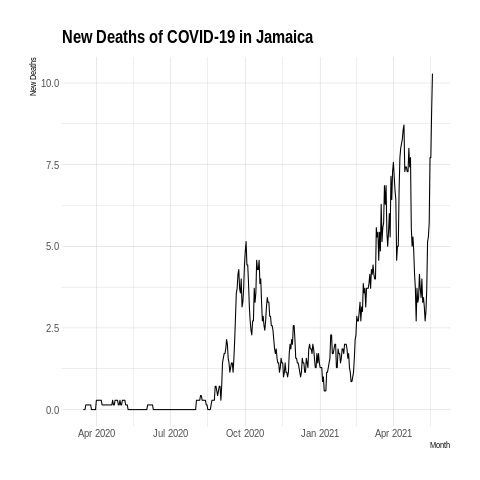 New Deaths of COVID-19 in Jamaica
New Deaths
10.0
7.5
5.0
2.5
0.0
Apr 2020 Jul 2020 Oct 2020 Jan 2021 Apr 2021
Month